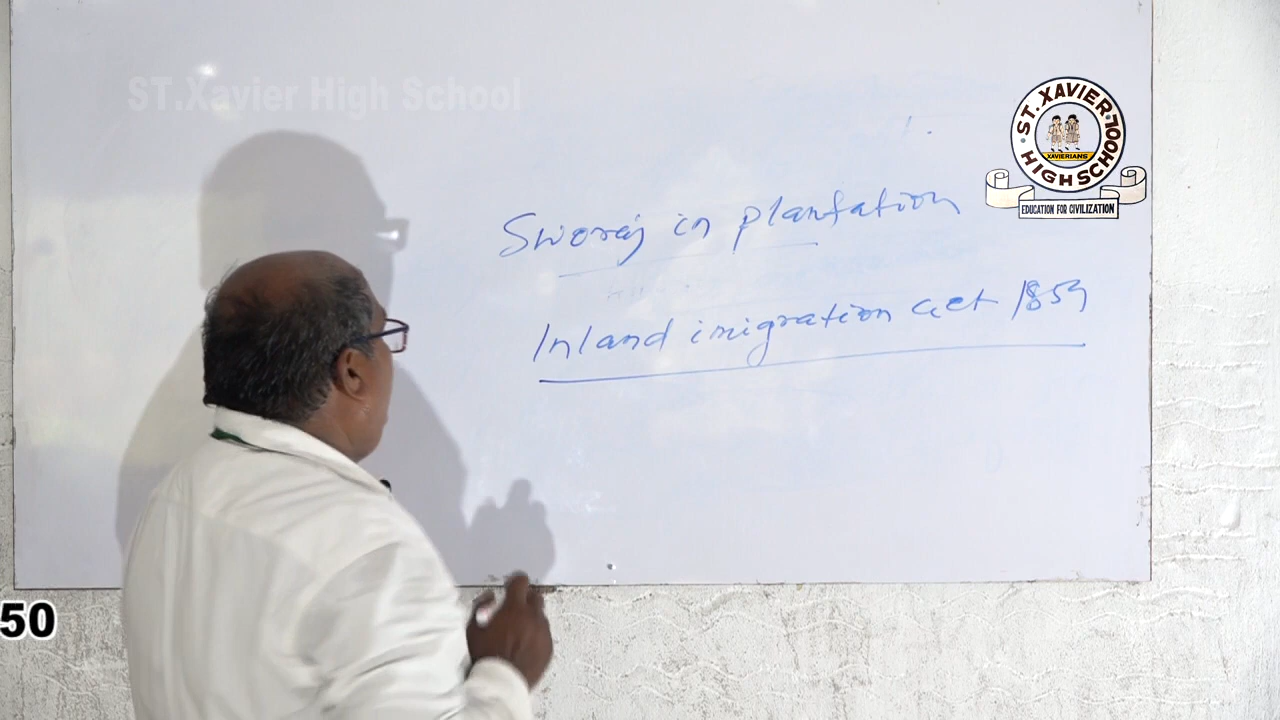 ST.Xavier High School
ST. XAVIER HIGH SCHOOL
XAVIERIANS
EDUCATION FOR CIVILIZATION
Sworaj in plantation
Inland imigration act 1859
50